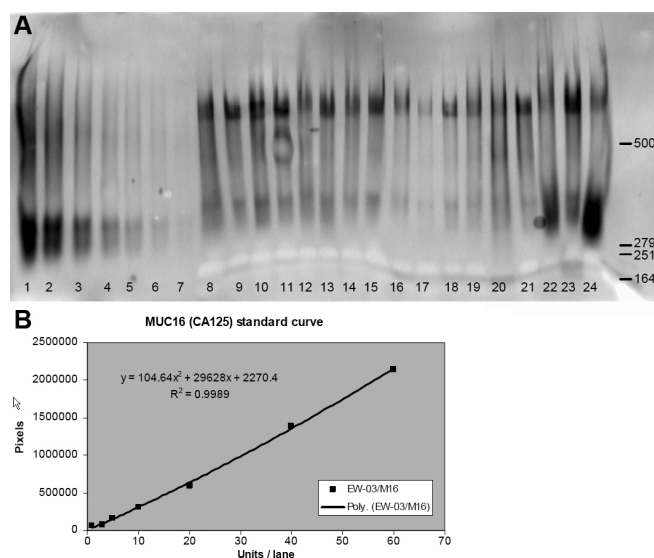 A
500
279
251
164
1 2 3 4 5 6 7 8 9 10 11 12 13 14 15 16 17 18 19 20 21 22 23 24
B
MUC16 (CA125) standard curve
2500000
y = 104.64x² + 29628x + 2270.4
R² = 0.9989
2000000
1500000
1000000
500000
0
Pixels
EW-03/M16
Poly. (EW-03/M16)
0 10 20 30 40 50 60 70
Units / lane